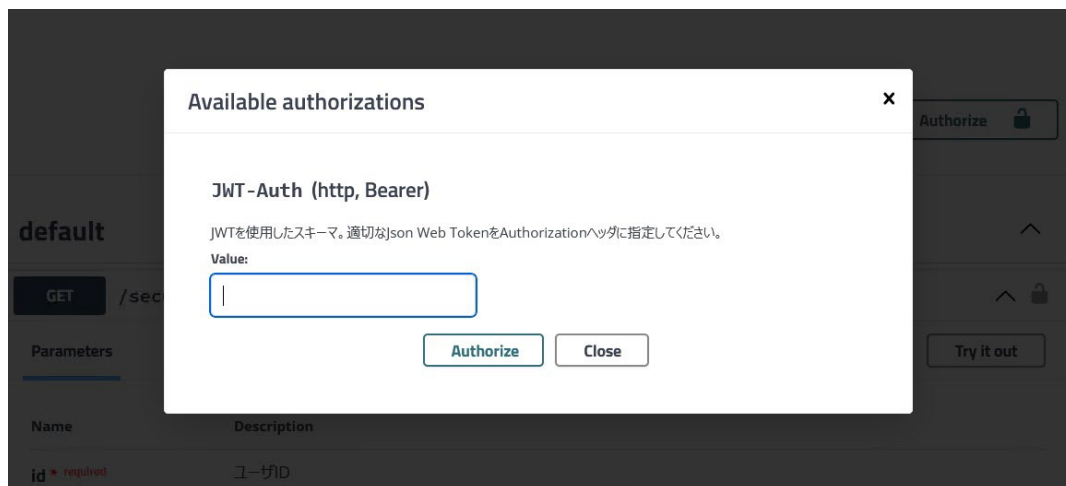 Available authorizations
x
Authorize
JWT-Auth (http, Bearer)
JWTを使用したスキーマ。適切なJson Web TokenをAuthorizationヘッダに指定してください。
Value:
Authorize
Close
default
GET
/sec
Parameters
Try it out
Name
Description
id * required
ユーザID